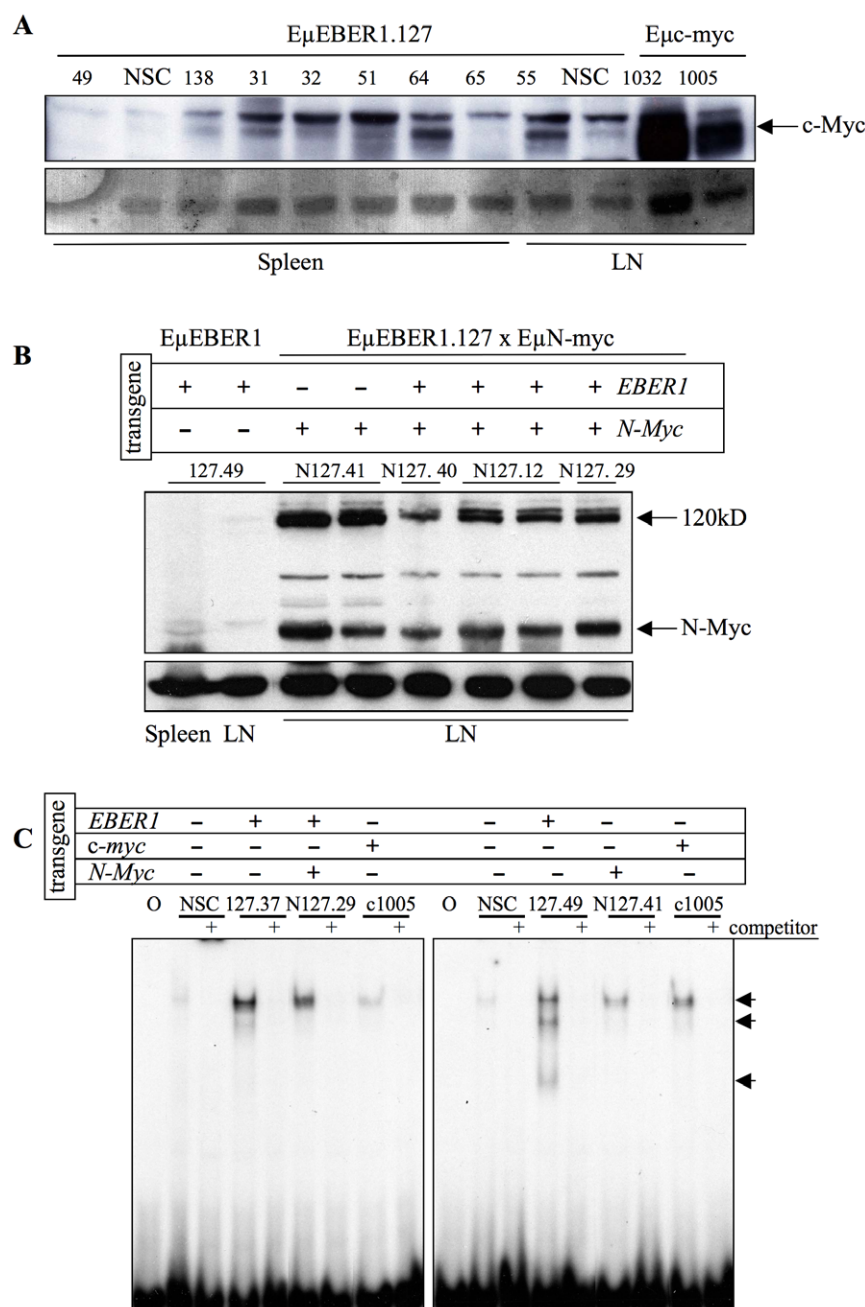 A
EµEBER1.127 Eµc-myc
49 NSC 138 31 32 51 64 65 55 NSC 1032 1005
c-Myc
Spleen LN
B
EµEBER1 EµEBER1.127 x EµN-myc
transgene
+ + – – + + + + EBER1
– – + + + + + + N-Myc
127.49 N127.41 N127. 40 N127.12 N127. 29
120kD
N-Myc
Spleen LN LN
C
transgene
EBER1 – + + – – + – –
c-myc – – – + – – – +
N-Myc – – + – – – + –
O NSC 127.37 N127.29 c1005 O NSC 127.49 N127.41 c1005
+ + + + + + + + competitor